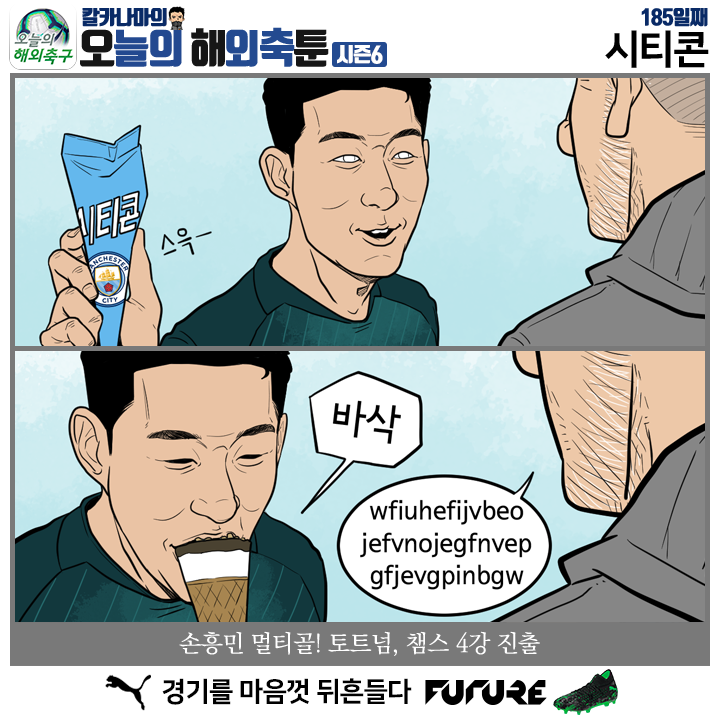 오늘의
해외축구
칼카나마의
오늘의 해외축툰
시즌6
185일째
시티콘
시티콘
MANCHESTER
CITY
스윽
바삭
wfiuhefijvbeo
jefvnojegfnvep
gfjevgpinbgw
손흥민 멀티골! 토트넘, 챔스 4강 진출
경기를 마음껏 뒤흔들다 FUTURE